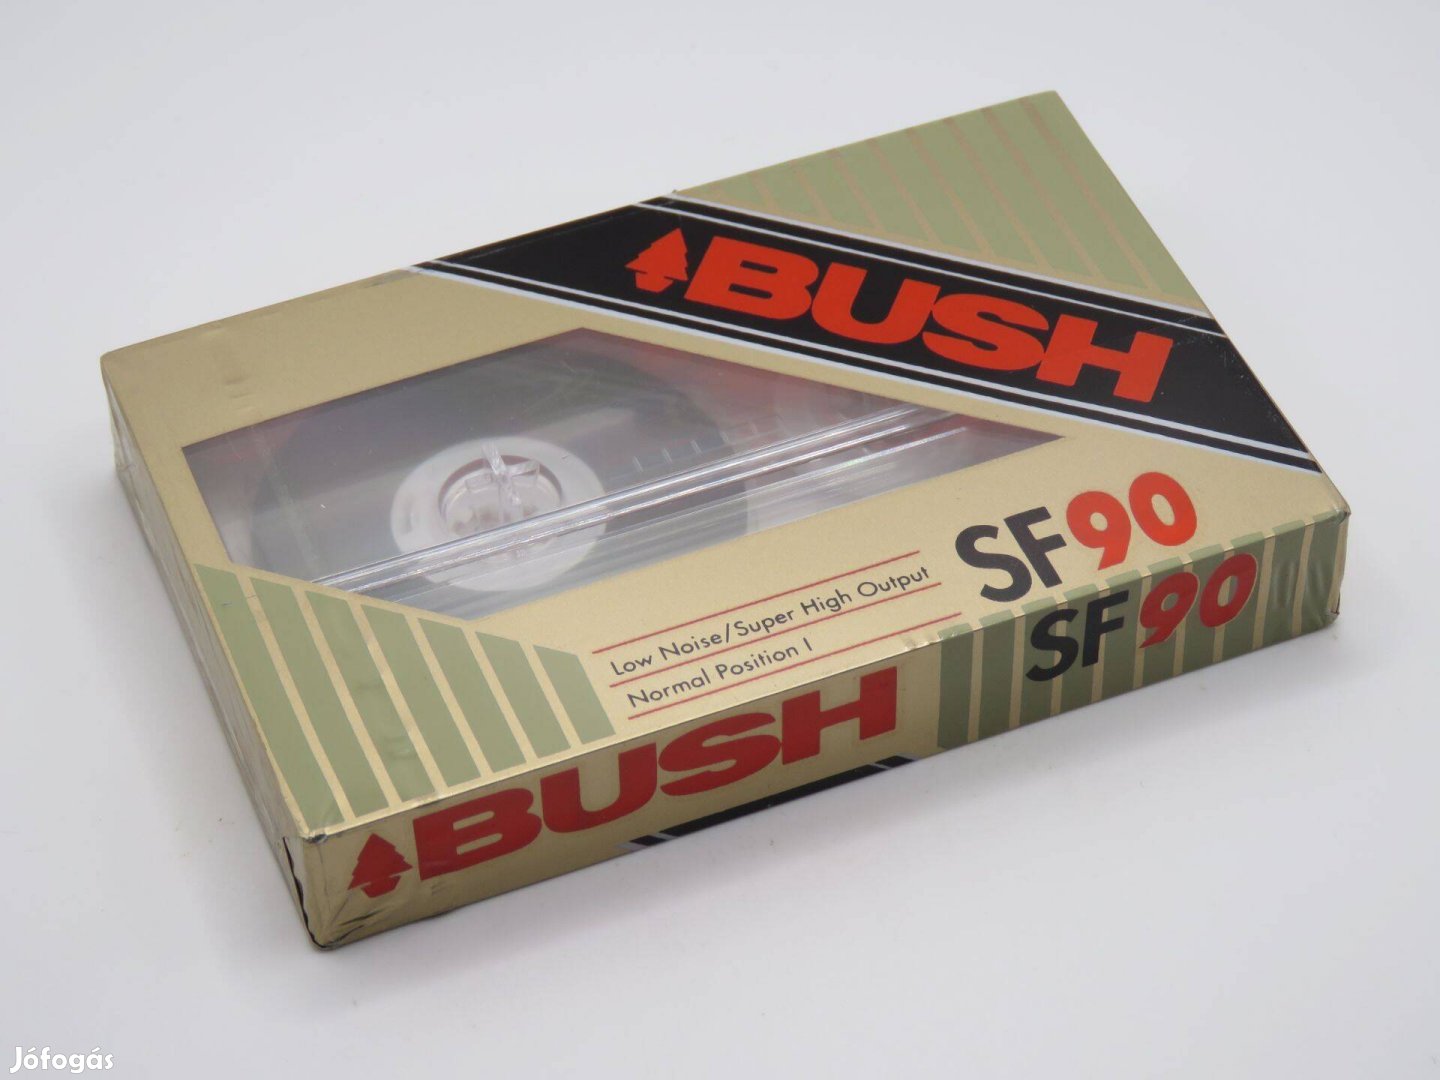 BUSH
SF90
Low Noise/Super High Output
Normal Position I
BUSH
SF90
Jófogás